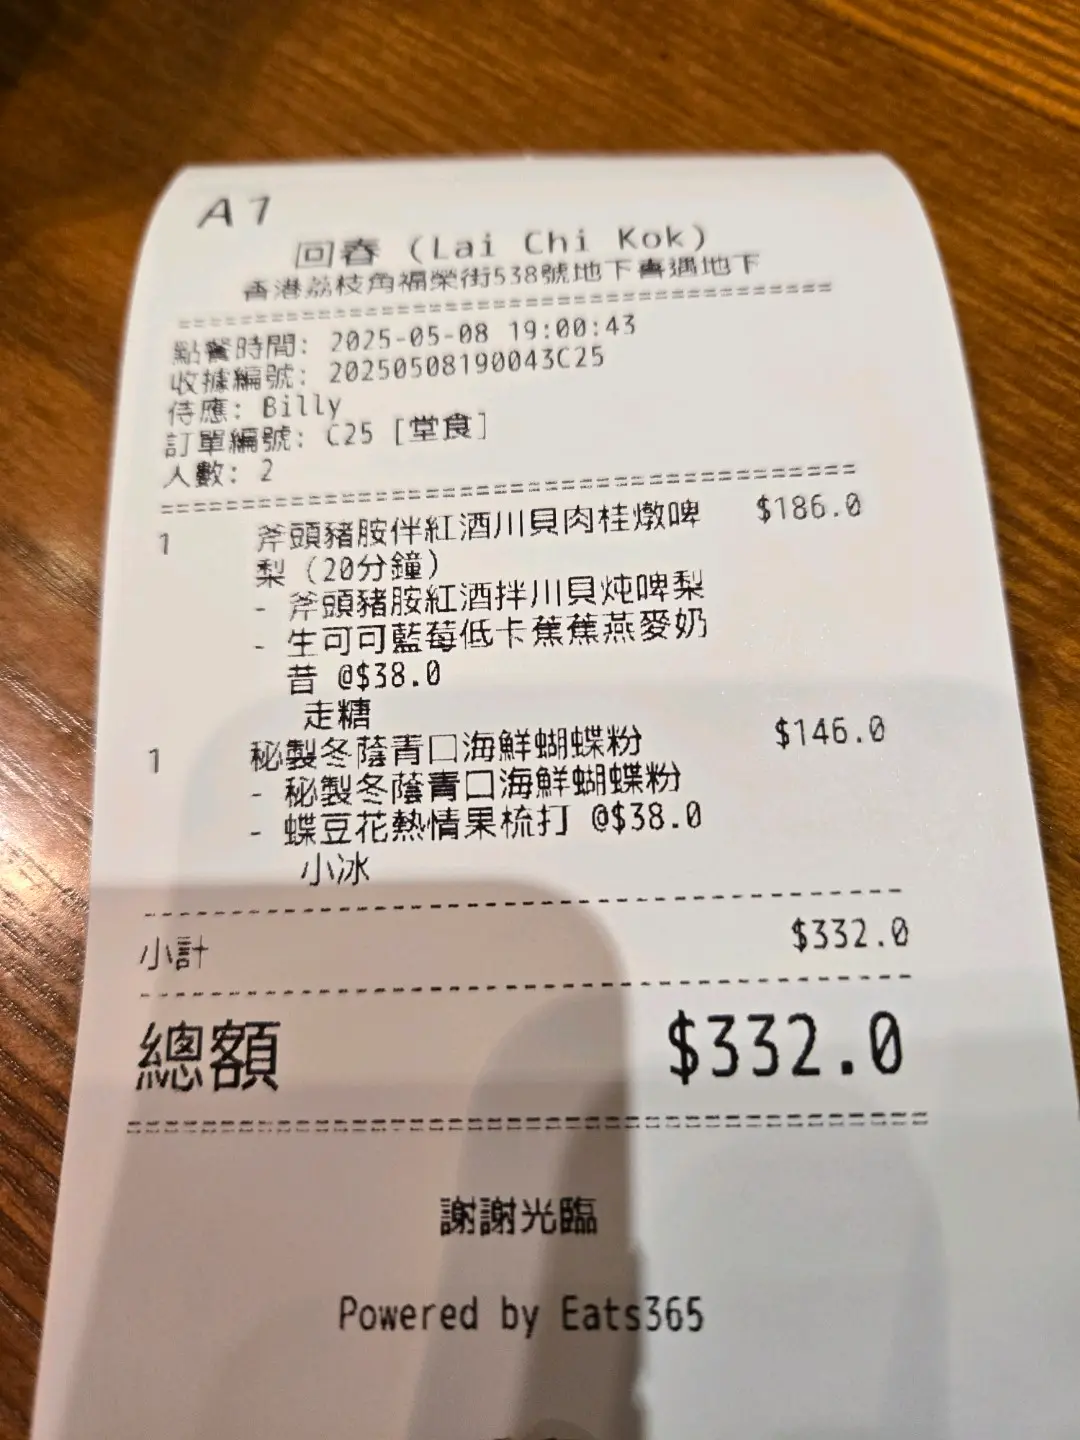 A1
回春 (Lai Chi Kok)
香港荔枝角福榮街538號地下喜遇地下
點餐時間: 2025-05-08 19:00:43
收據編號: 20250508190043C25
侍應: Billy
訂單編號: C25 [堂食]
人數: 2
1 斧頭豬胺伴紅酒川貝肉桂燉啤 $186.0
梨 (20分鐘)
- 斧頭豬胺紅酒拌川貝炖啤梨
- 生可可藍莓低卡蕉蕉燕麥奶
昔 @$38.0
走糖
1 秘製冬蔭青口海鮮蝴蝶粉 $146.0
- 秘製冬蔭青口海鮮蝴蝶粉
- 蝶豆花熱情果梳打 @$38.0
小冰
小計 $332.0
總額 $332.0
謝謝光臨
Powered by Eats365